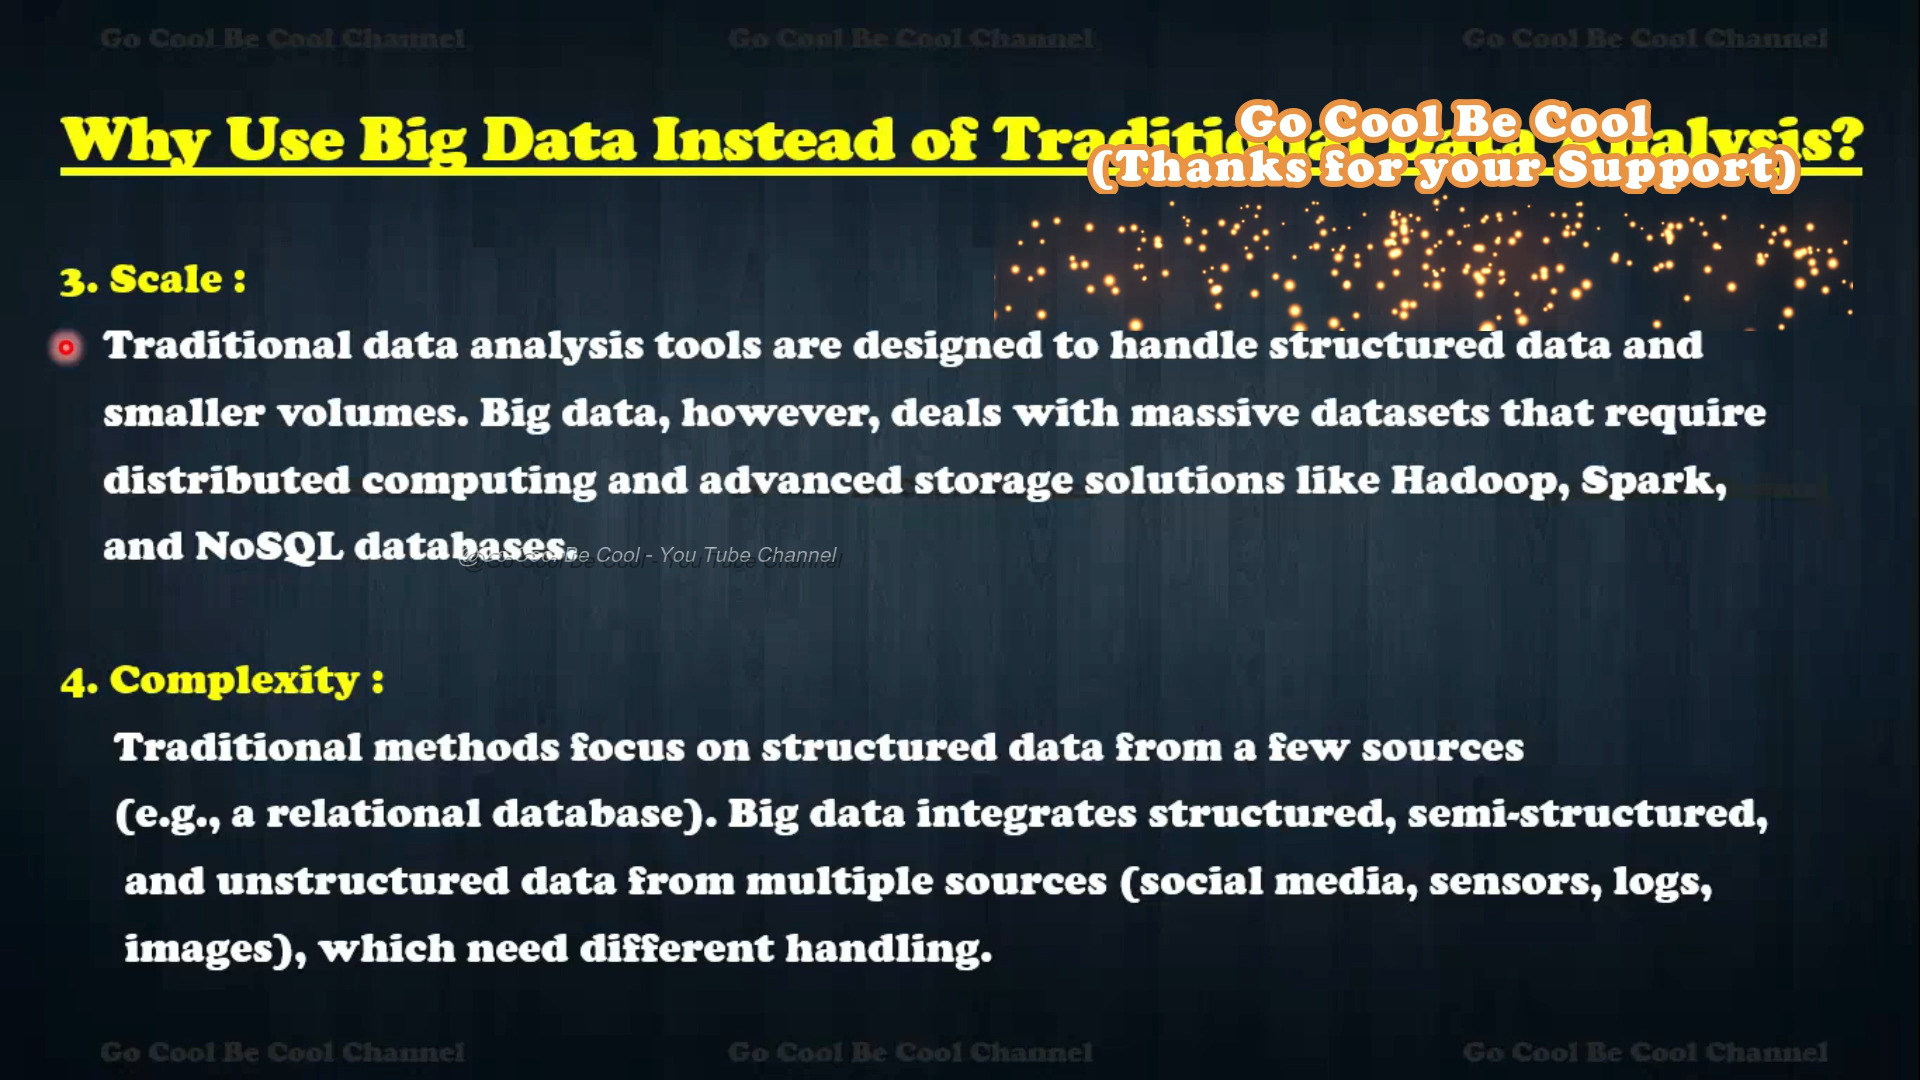 Go Cool Be Cool Channel
Go Cool Be Cool Channel
Go Cool Be Cool Channel
Why Use Big Data Instead of Traditional Data Analysis?
Go Cool Be Cool
(Thanks for your Support)
3. Scale :
Traditional data analysis tools are designed to handle structured data and
smaller volumes. Big data, however, deals with massive datasets that require
distributed computing and advanced storage solutions like Hadoop, Spark,
and NoSQL databases.
@Go Cool Be Cool - You Tube Channel
4. Complexity :
Traditional methods focus on structured data from a few sources
(e.g., a relational database). Big data integrates structured, semi-structured,
and unstructured data from multiple sources (social media, sensors, logs,
images), which need different handling.
Go Cool Be Cool Channel
Go Cool Be Cool Channel
Go Cool Be Cool Channel